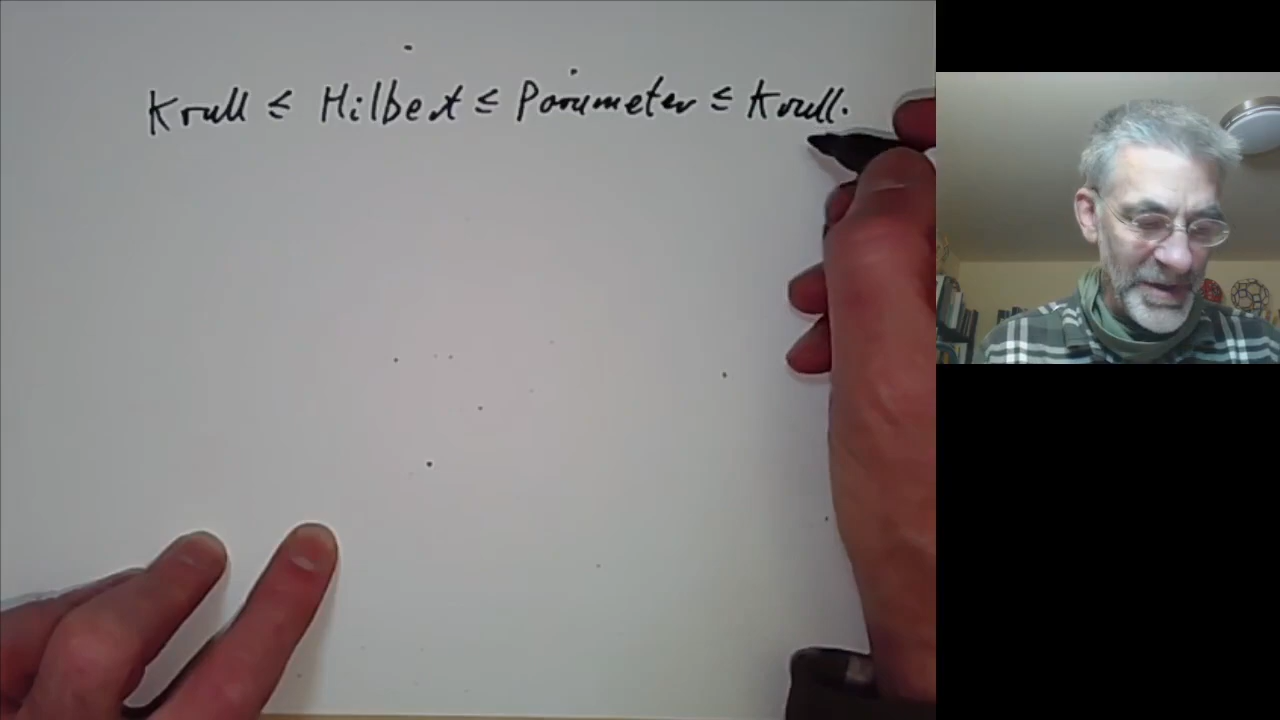 Krull ≤ Hilbert ≤ Parameter ≤ Krull.